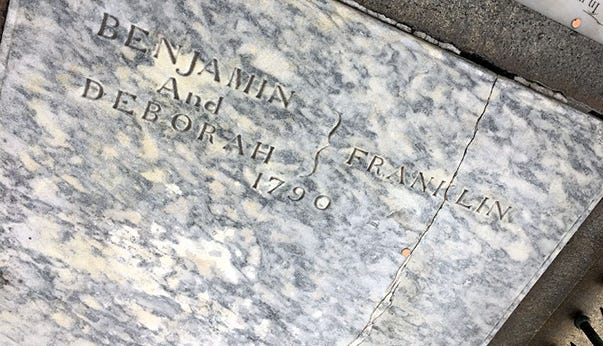 BENJAMIN
And
DEBORAH
} FRANKLIN
1790